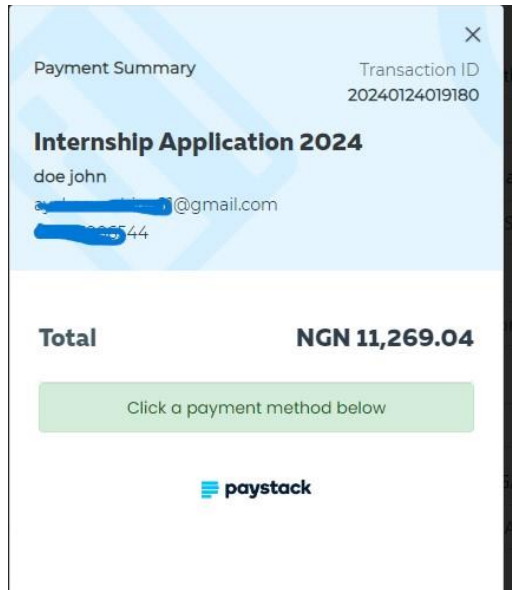 Payment Summary
Transaction ID
20240124019180
Internship Application 2024
doe john
@gmail.com
44
Total NGN 11,269.04
Click a payment method below
paystack